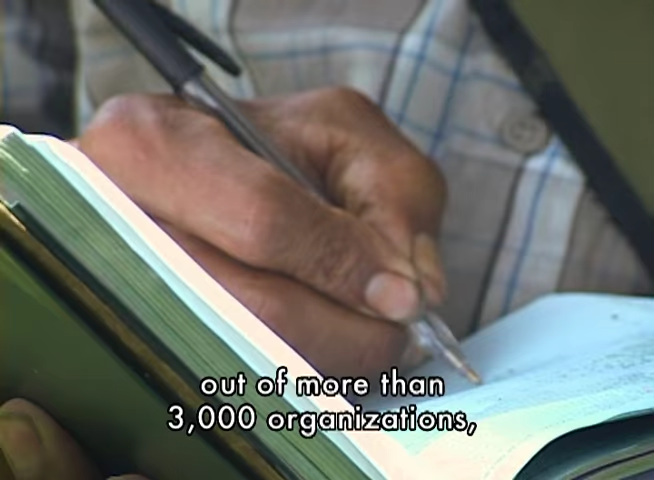 out of more than
3,000 organizations,